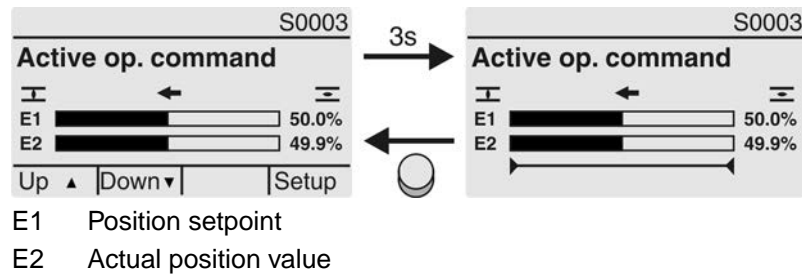 S0003
Active op. command
E1 50.0%
E2 49.9%
Up ▲ Down ▼ Setup
3s
S0003
Active op. command
E1 50.0%
E2 49.9%
E1 Position setpoint
E2 Actual position value